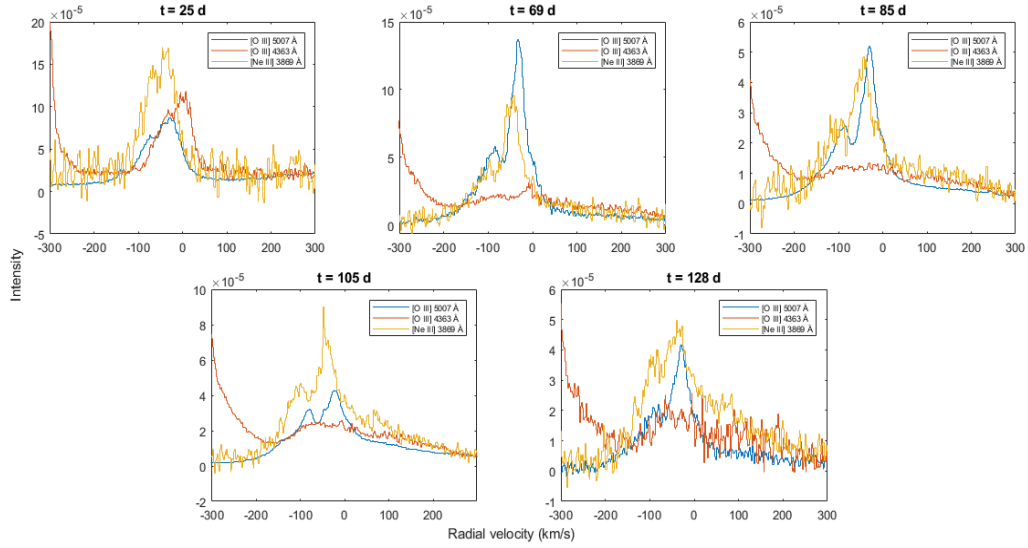 t = 25 d
×10^-5
20
15
10
5
0
-5
-300 -200 -100 0 100 200 300
[O III] 5007 Å
[O III] 4363 Å
[Ne III] 3869 Å
t = 69 d
×10^-5
15
10
5
0
-300 -200 -100 0 100 200 300
[O III] 5007 Å
[O III] 4363 Å
[Ne III] 3869 Å
t = 85 d
×10^-5
6
5
4
3
2
1
0
-1
-300 -200 -100 0 100 200 300
[O III] 5007 Å
[O III] 4363 Å
[Ne III] 3869 Å
Intensity
t = 105 d
×10^-5
10
8
6
4
2
0
-2
-300 -200 -100 0 100 200
[O III] 5007 Å
[O III] 4363 Å
[Ne III] 3869 Å
t = 128 d
×10^-5
6
5
4
3
2
1
0
-1
-300 -200 -100 0 100 200 300
[O III] 5007 Å
[O III] 4363 Å
[Ne III] 3869 Å
Radial velocity (km/s)